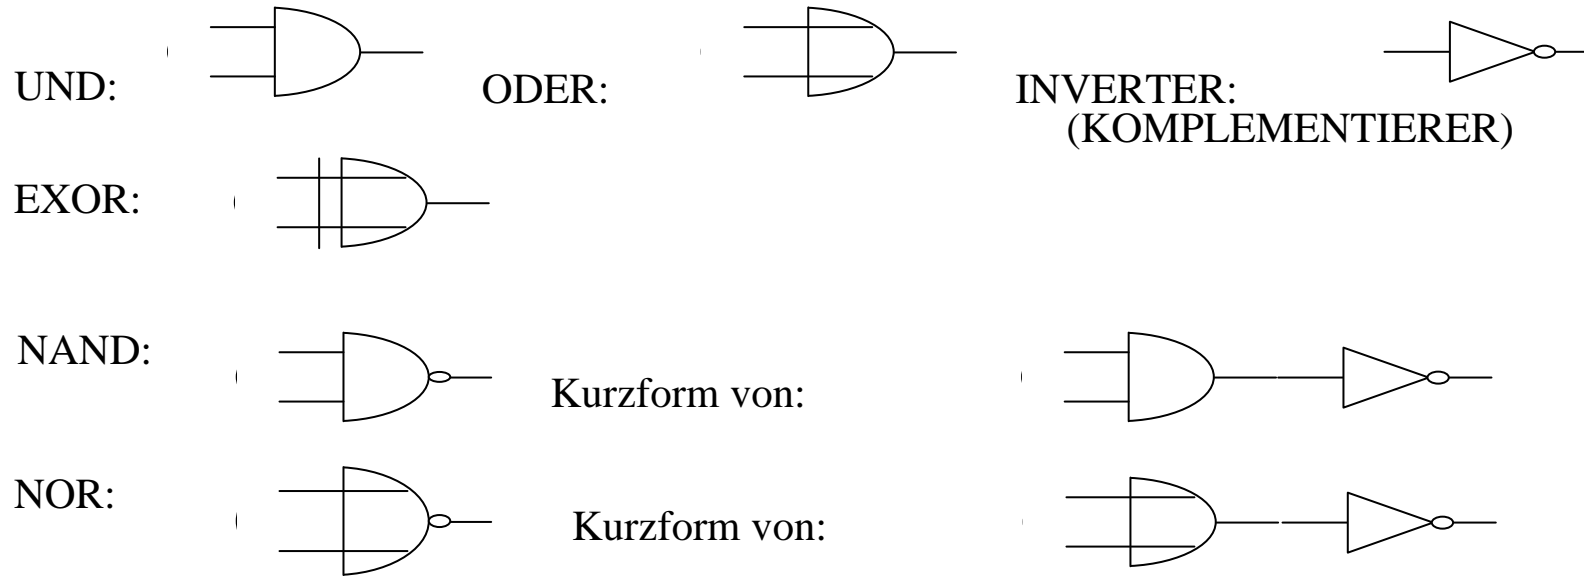 UND:
ODER:
INVERTER:
(KOMPLEMENTIERER)
EXOR:
NAND:
Kurzform von:
NOR:
Kurzform von: